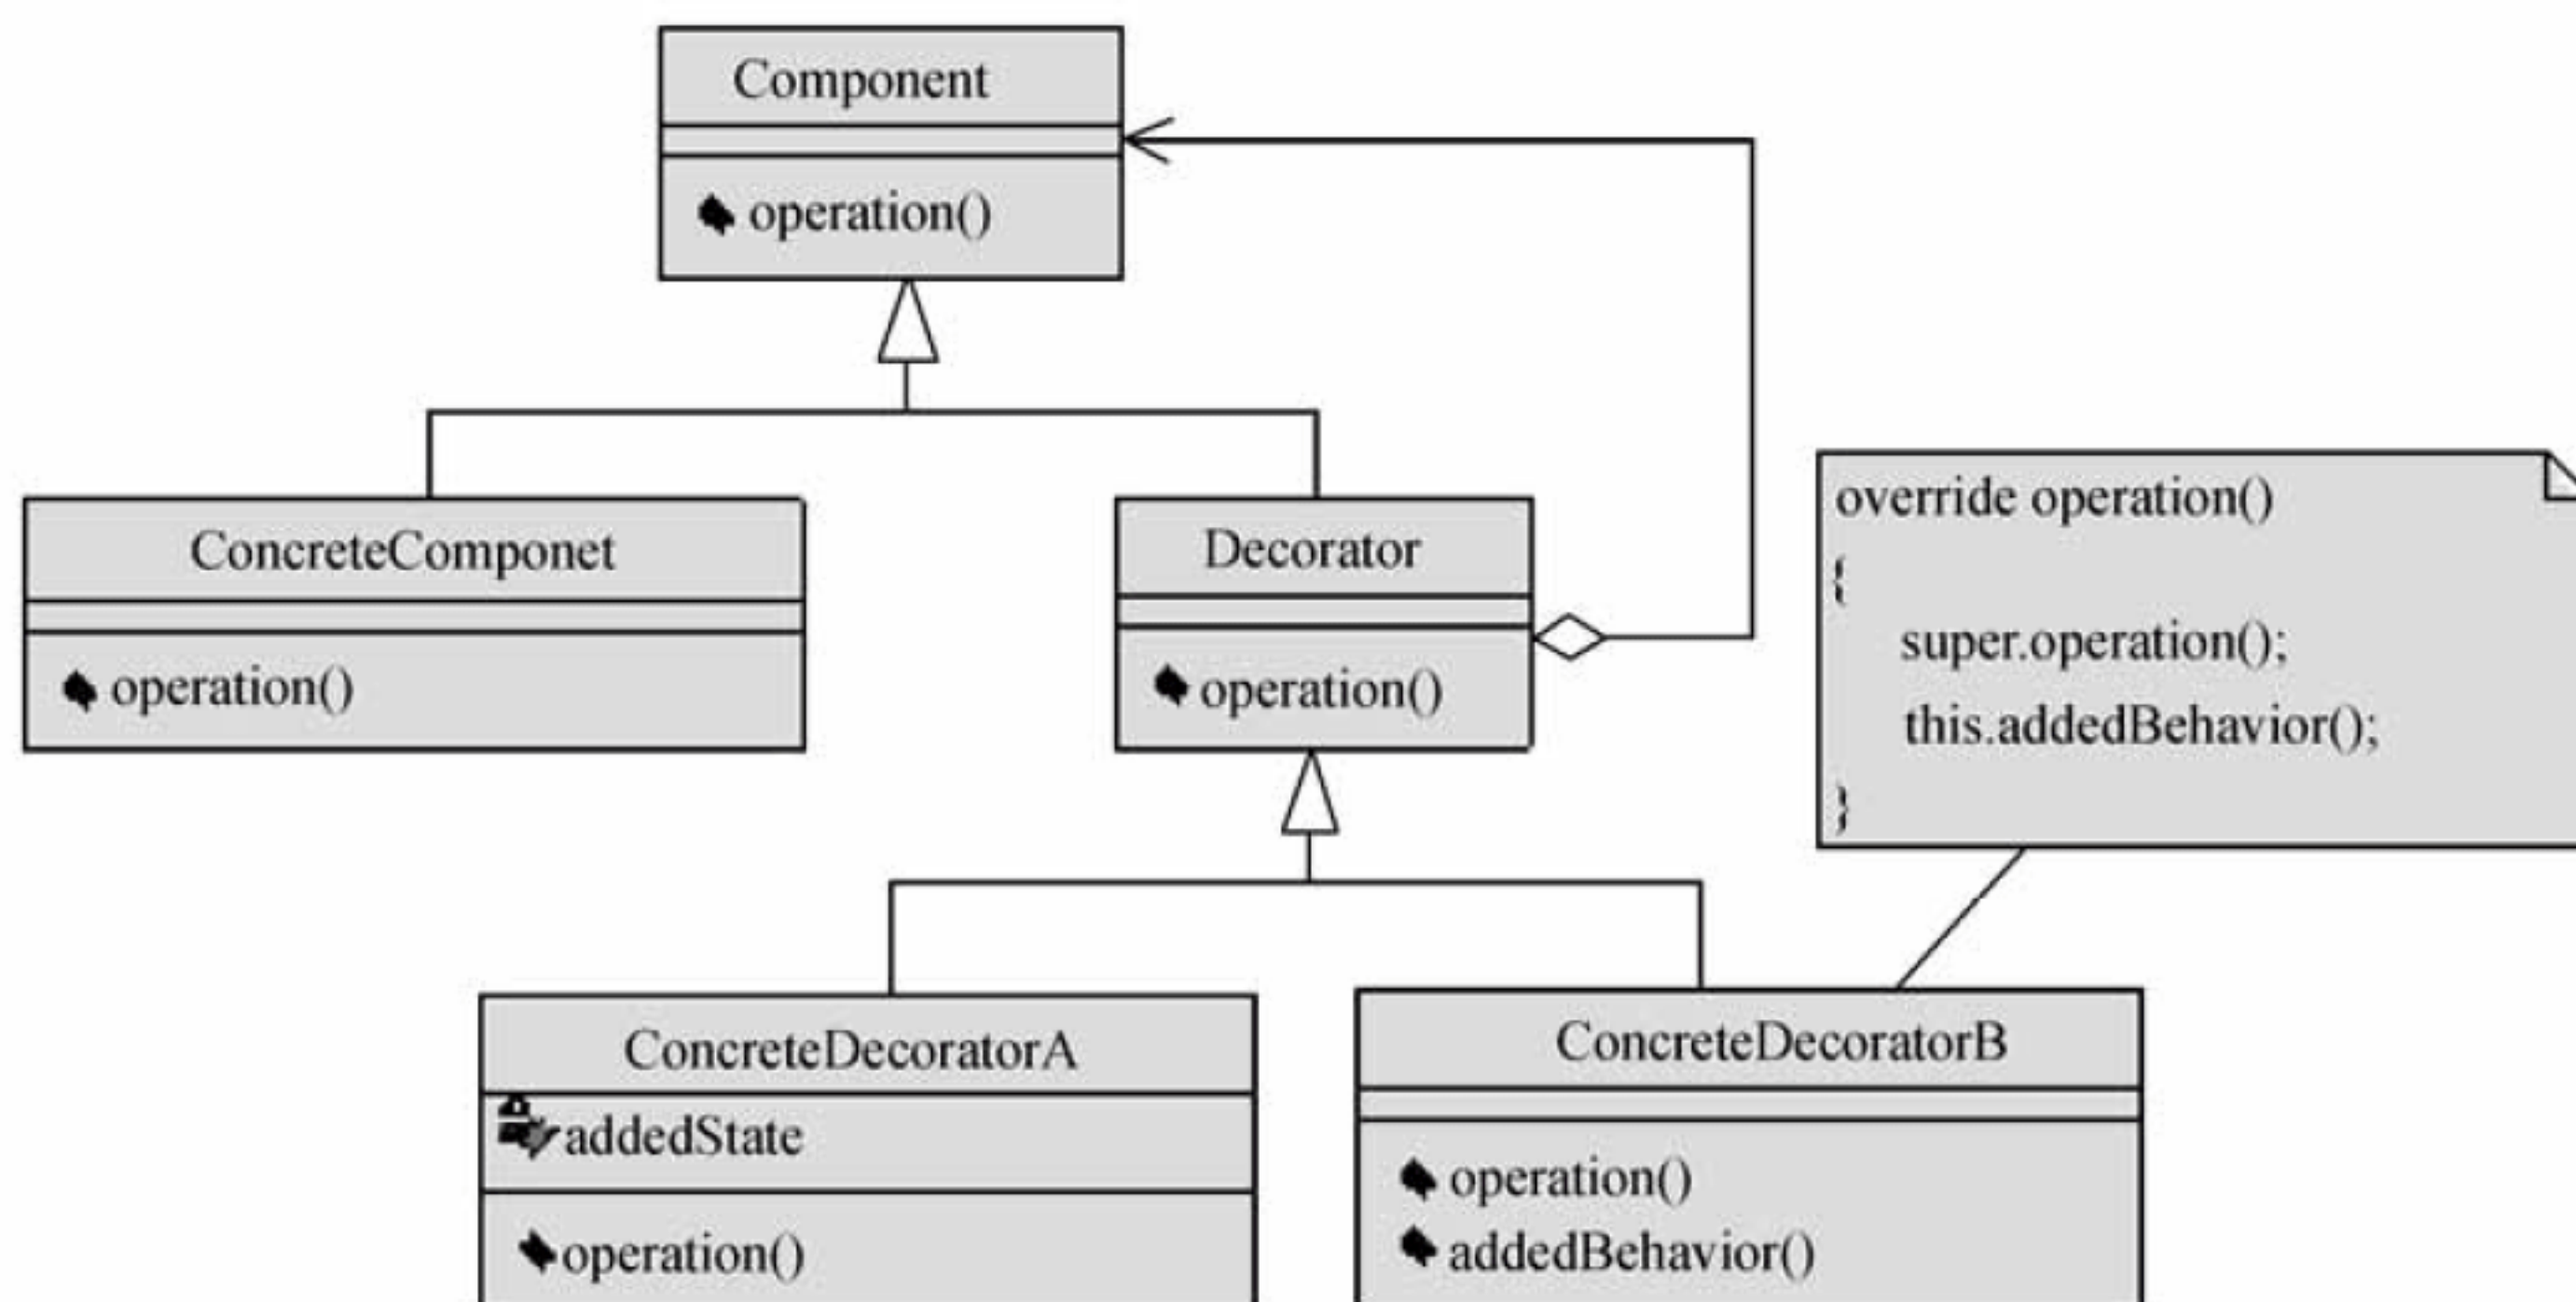 Component
operation()
ConcreteComponet
operation()
Decorator
operation()
override operation()
{
super.operation();
this.addedBehavior();
}
ConcreteDecoratorA
addedState
operation()
ConcreteDecoratorB
operation()
addedBehavior()